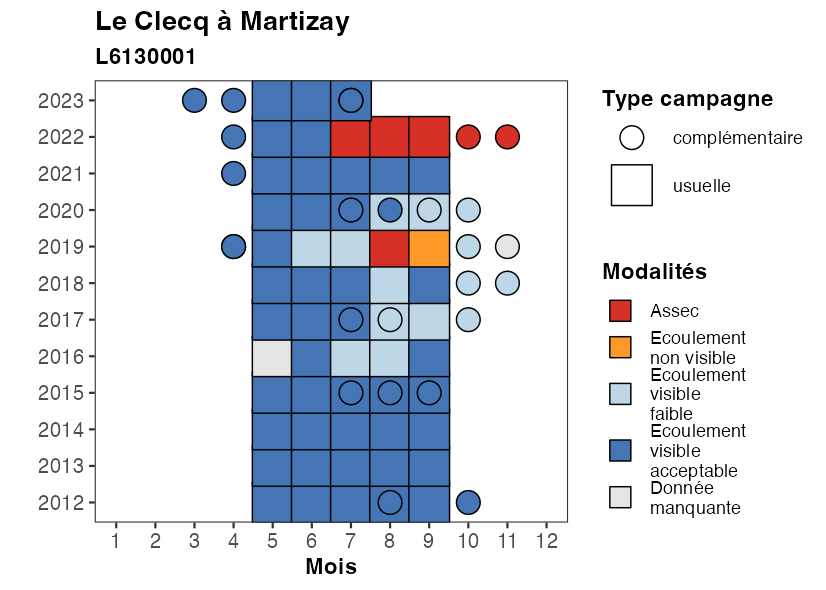 Le Clecq à Martizay
L6130001
2023
2022
2021
2020
2019
2018
2017
2016
2015
2014
2013
2012
1 2 3 4 5 6 7 8 9 10 11 12
Mois
Type campagne
complémentaire
usuelle
Modalités
Assec
Ecoulement
non visible
Ecoulement
visible
faible
Ecoulement
visible
acceptable
Donnée
manquante